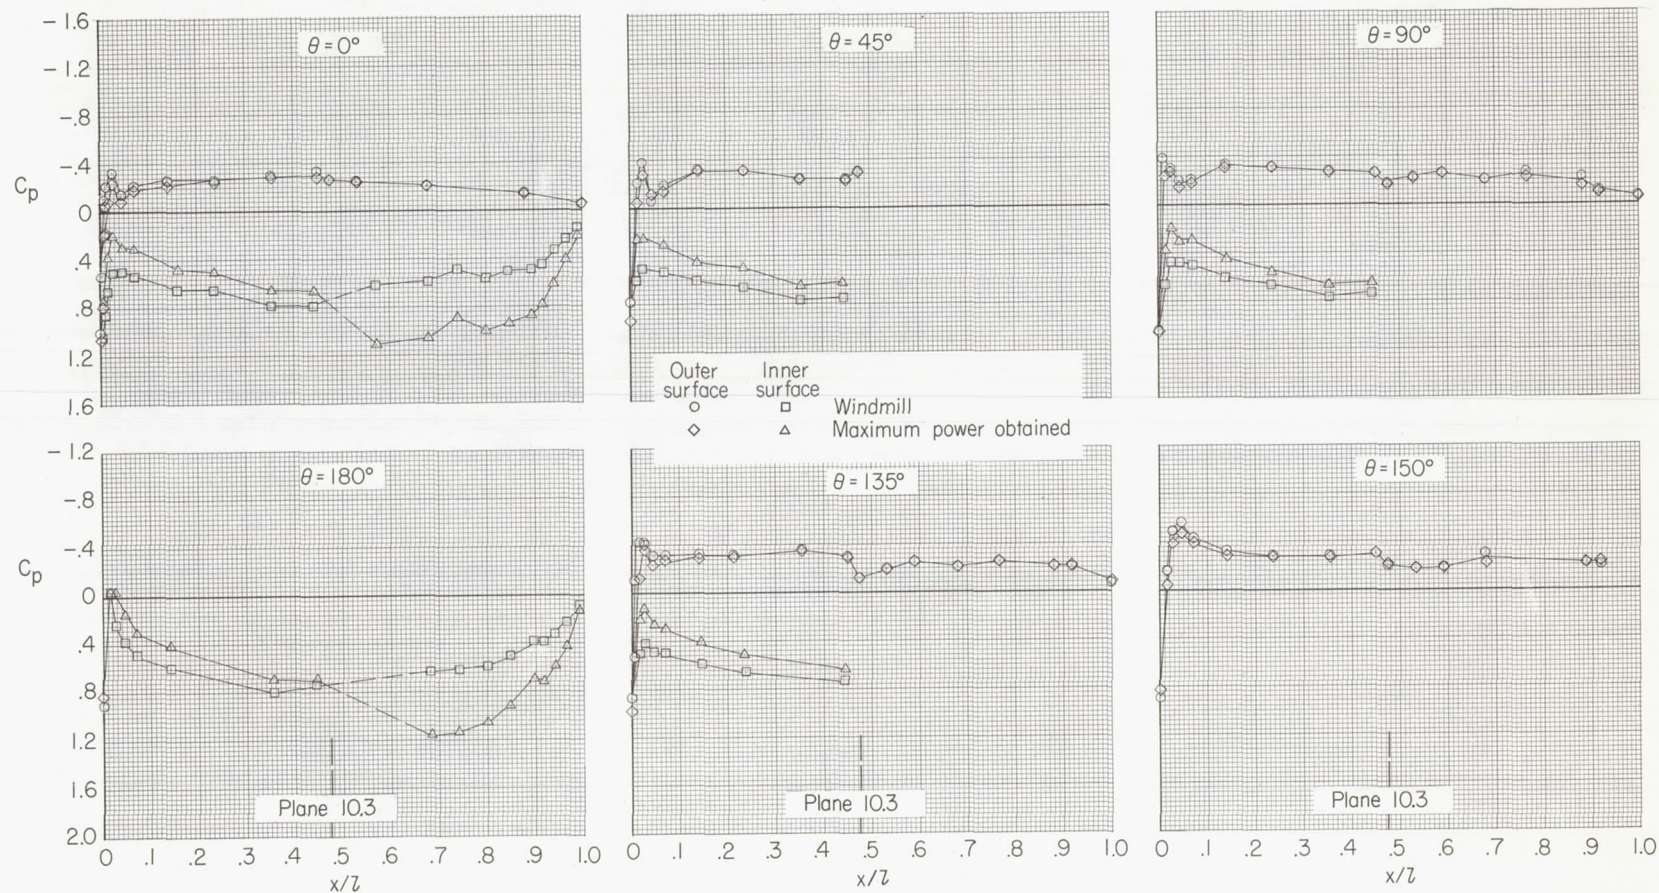 θ = 0°
− 1.6
− 1.2
− .8
− .4
Cp
0
.4
.8
1.2
1.6
θ = 45°
θ = 90°
Outer surface
Inner surface
Windmill
Maximum power obtained
θ = 180°
− 1.2
− .8
− .4
Cp
0
.4
.8
1.2
1.6
2.0
Plane 10.3
0 .1 .2 .3 .4 .5 .6 .7 .8 .9 1.0
x/l
θ = 135°
Plane 10.3
0 .1 .2 .3 .4 .5 .6 .7 .8 .9 1.0
x/l
θ = 150°
Plane 10.3
0 .1 .2 .3 .4 .5 .6 .7 .8 .9 1.0
x/l